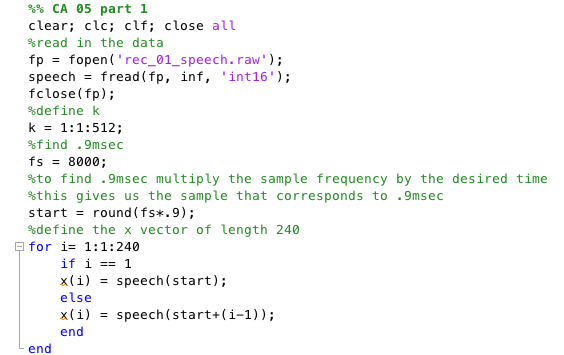 %% CA 05 part 1
clear; clc; clf; close all
%read in the data
fp = fopen('rec_01_speech.raw');
speech = fread(fp, inf, 'int16');
fclose(fp);
%define k
k = 1:1:512;
%find .9msec
fs = 8000;
%to find .9msec multiply the sample frequency by the desired time
%this gives us the sample that corresponds to .9msec
start = round(fs*.9);
%define the x vector of length 240
for i= 1:1:240
    if i == 1
    x(i) = speech(start);
    else
    x(i) = speech(start+(i-1));
    end
end